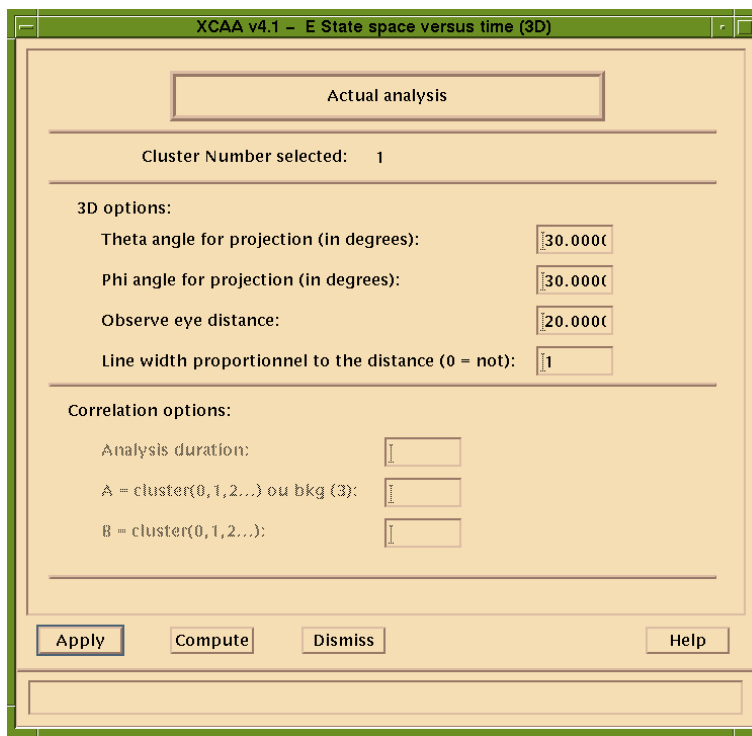 XCAA v4.1 – E State space versus time (3D)
Actual analysis
Cluster Number selected: 1
3D options:
Theta angle for projection (in degrees): 30.000(
Phi angle for projection (in degrees): 30.000(
Observe eye distance: 20.000(
Line width proportionnel to the distance (0 = not): 1
Correlation options:
Analysis duration:
A = cluster(0,1,2...) ou bkg (3):
B = cluster(0,1,2...):
Apply Compute Dismiss Help